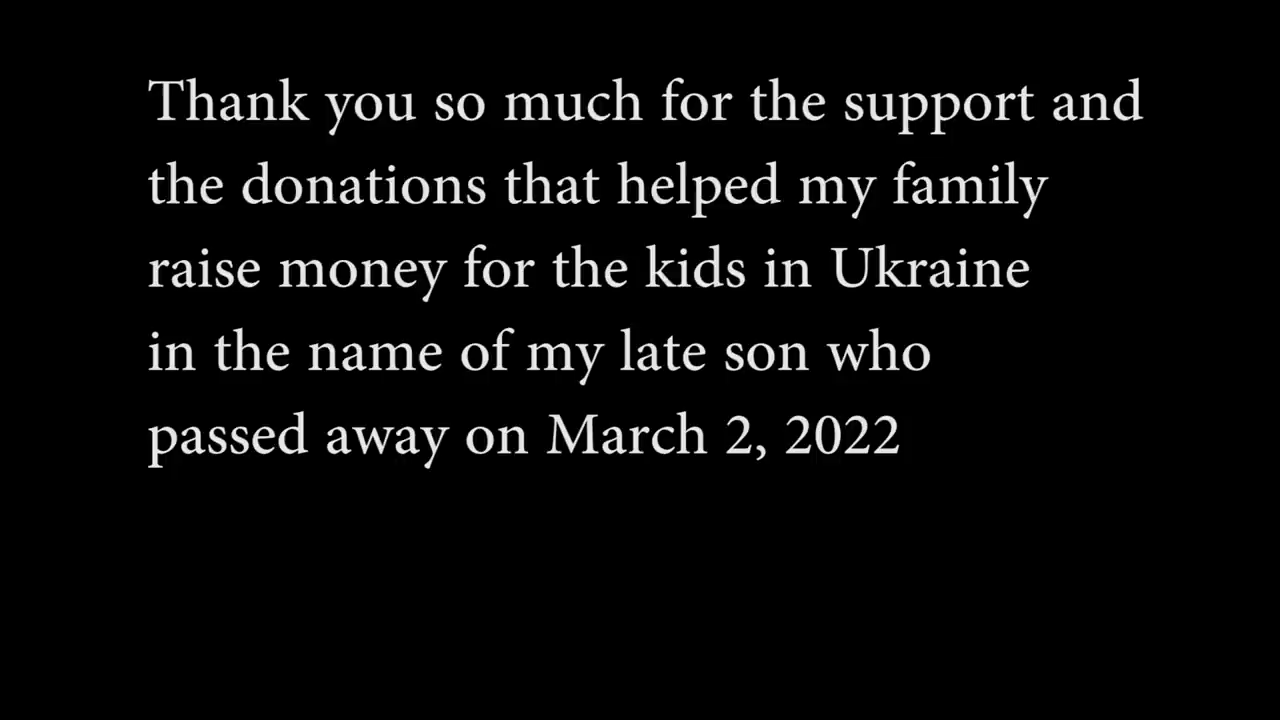 Thank you so much for the support and
the donations that helped my family
raise money for the kids in Ukraine
in the name of my late son who
passed away on March 2, 2022